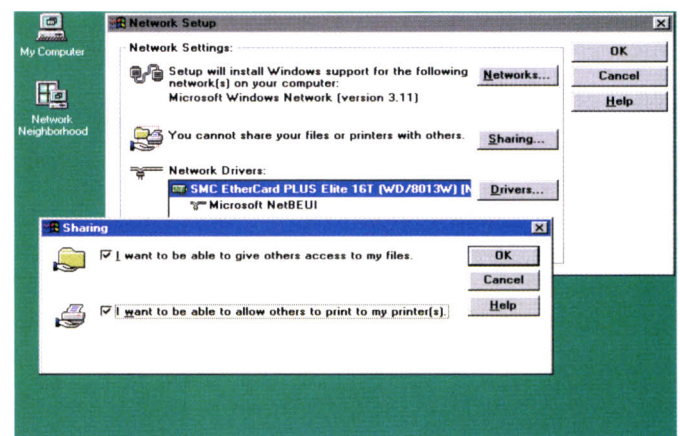 My Computer
Network
Neighborhood
Network Setup
Network Settings:
Setup will install Windows support for the following
network(s) on your computer:
Microsoft Windows Network (version 3.11)
Networks...
You cannot share your files or printers with others.
Sharing...
Network Drivers:
SMC EtherCard PLUS Elite 16T (WD/8013W) [N
Microsoft NetBEUI
Drivers...
OK
Cancel
Help
Sharing
I want to be able to give others access to my files.
I want to be able to allow others to print to my printer(s).
OK
Cancel
Help